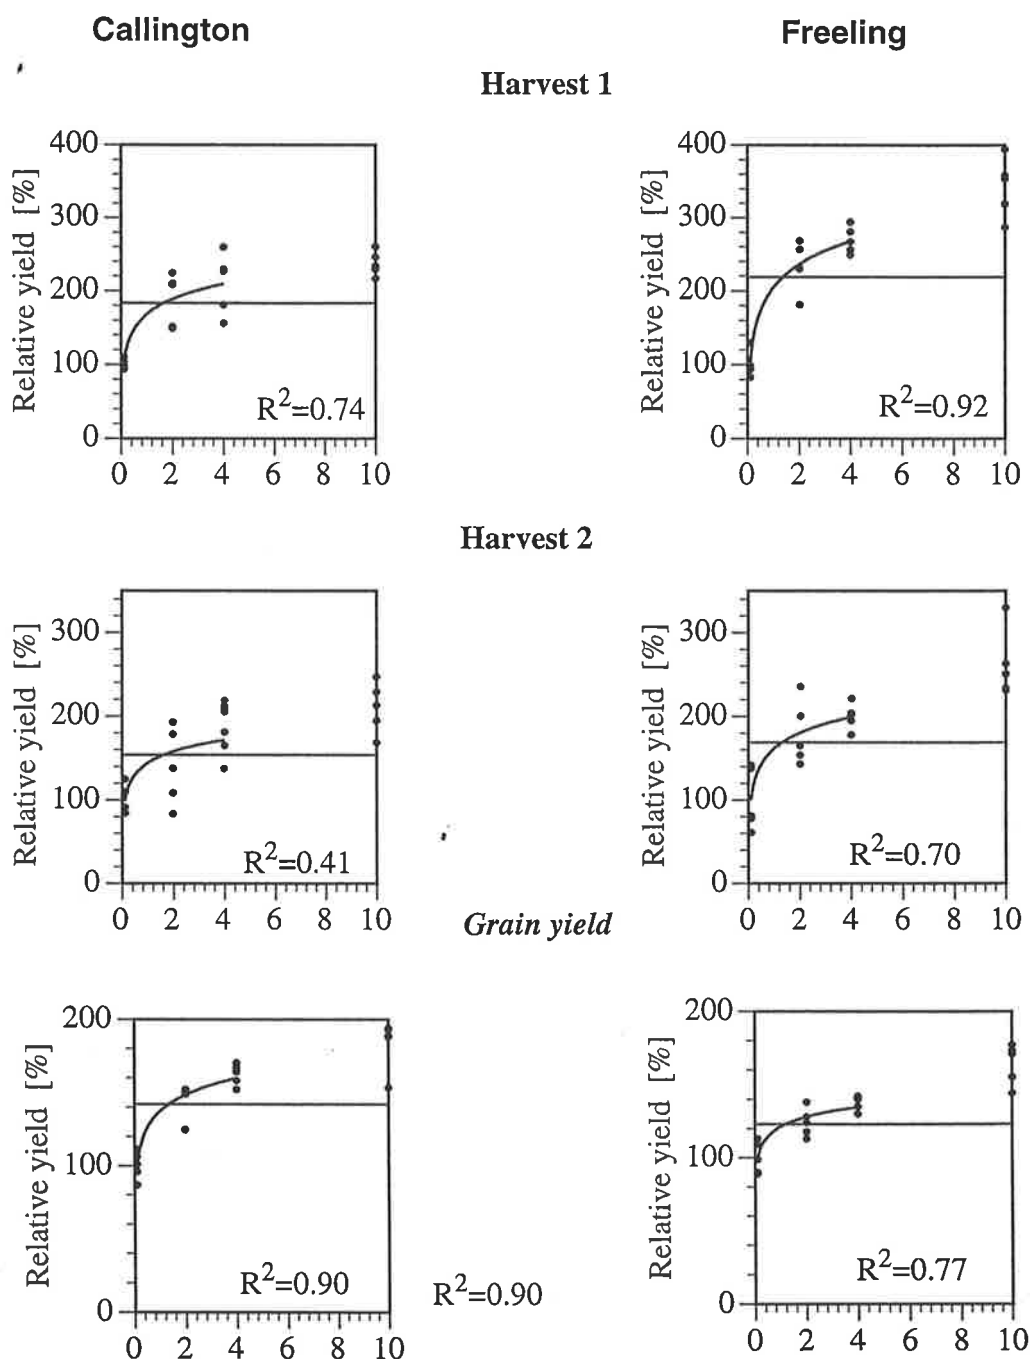 Callington Freeling
Harvest 1
Relative yield [%]
400
300
200
100
0
R²=0.74
0 2 4 6 8 10
Relative yield [%]
400
300
200
100
0
R²=0.92
0 2 4 6 8 10
Harvest 2
Relative yield [%]
300
200
100
0
R²=0.41
0 2 4 6 8 10
Relative yield [%]
300
200
100
0
R²=0.70
0 2 4 6 8 10
Grain yield
Relative yield [%]
200
100
0
R²=0.90
0 2 4 6 8 10
R²=0.90
Relative yield [%]
200
100
0
R²=0.77
0 2 4 6 8 10